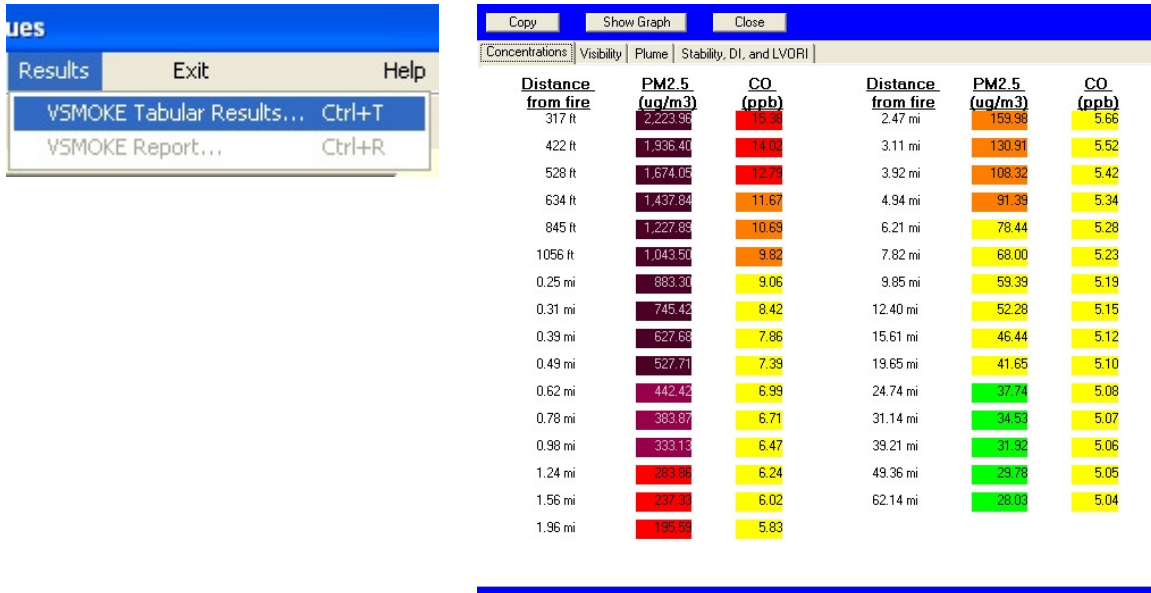 ues
Results Exit Help
VSMOKE Tabular Results... Ctrl+T
VSMOKE Report... Ctrl+R
Copy Show Graph Close
Concentrations Visibility Plume Stability, DI, and LVORI
Distance PM2.5 CO Distance PM2.5 CO
from fire (ug/m3) (ppb) from fire (ug/m3) (ppb)
317 ft 2,223.96 15.38 2.47 mi 159.98 5.66
422 ft 1,936.40 14.02 3.11 mi 130.91 5.52
528 ft 1,674.05 12.79 3.92 mi 108.32 5.42
634 ft 1,437.84 11.67 4.94 mi 91.39 5.34
845 ft 1,227.89 10.69 6.21 mi 78.44 5.28
1056 ft 1,043.50 9.82 7.82 mi 68.00 5.23
0.25 mi 883.30 9.06 9.85 mi 59.39 5.19
0.31 mi 745.42 8.42 12.40 mi 52.28 5.15
0.39 mi 627.68 7.86 15.61 mi 46.44 5.12
0.49 mi 527.71 7.39 19.65 mi 41.65 5.10
0.62 mi 442.42 6.99 24.74 mi 37.74 5.08
0.78 mi 383.87 6.71 31.14 mi 34.53 5.07
0.98 mi 333.13 6.47 39.21 mi 31.92 5.06
1.24 mi 283.86 6.24 49.36 mi 29.78 5.05
1.56 mi 237.33 6.02 62.14 mi 28.03 5.04
1.96 mi 195.59 5.83